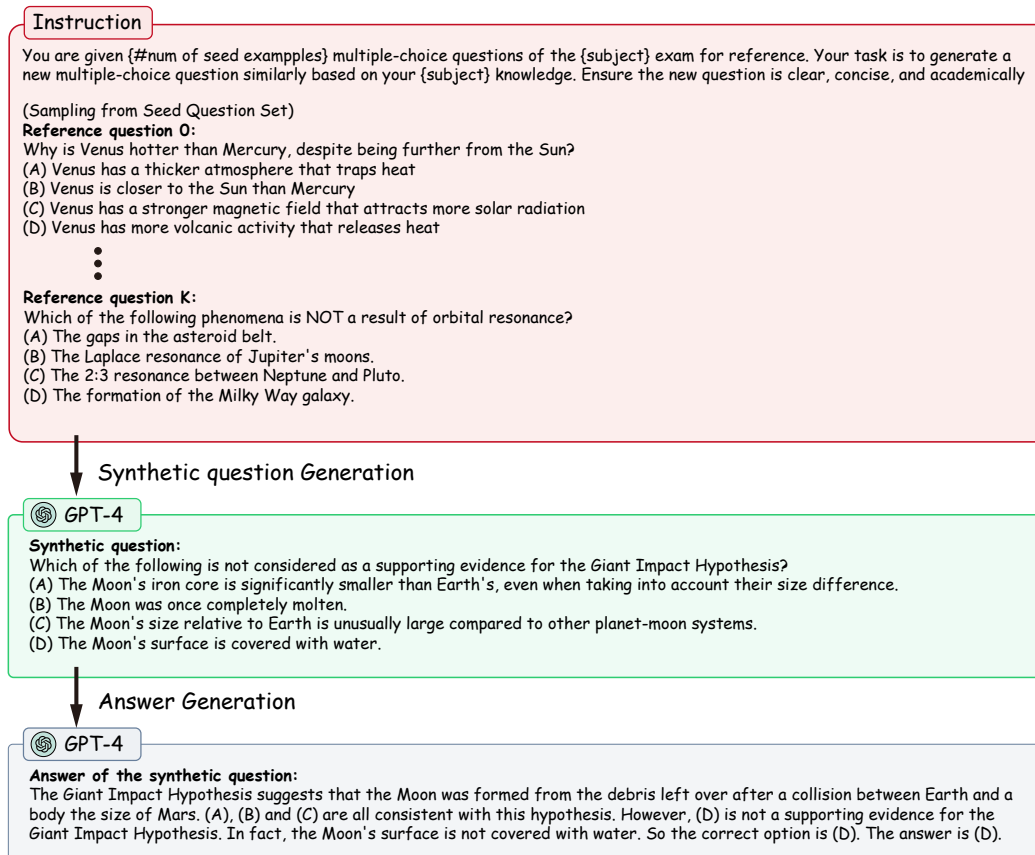 Instruction
You are given {#num of seed exampples} multiple-choice questions of the {subject} exam for reference. Your task is to generate a
new multiple-choice question similarly based on your {subject} knowledge. Ensure the new question is clear, concise, and academically
(Sampling from Seed Question Set)
Reference question 0:
Why is Venus hotter than Mercury, despite being further from the Sun?
(A) Venus has a thicker atmosphere that traps heat
(B) Venus is closer to the Sun than Mercury
(C) Venus has a stronger magnetic field that attracts more solar radiation
(D) Venus has more volcanic activity that releases heat
Reference question K:
Which of the following phenomena is NOT a result of orbital resonance?
(A) The gaps in the asteroid belt.
(B) The Laplace resonance of Jupiter's moons.
(C) The 2:3 resonance between Neptune and Pluto.
(D) The formation of the Milky Way galaxy.
Synthetic question Generation
GPT-4
Synthetic question:
Which of the following is not considered as a supporting evidence for the Giant Impact Hypothesis?
(A) The Moon's iron core is significantly smaller than Earth's, even when taking into account their size difference.
(B) The Moon was once completely molten.
(C) The Moon's size relative to Earth is unusually large compared to other planet-moon systems.
(D) The Moon's surface is covered with water.
Answer Generation
GPT-4
Answer of the synthetic question:
The Giant Impact Hypothesis suggests that the Moon was formed from the debris left over after a collision between Earth and a
body the size of Mars. (A), (B) and (C) are all consistent with this hypothesis. However, (D) is not a supporting evidence for the
Giant Impact Hypothesis. In fact, the Moon's surface is not covered with water. So the correct option is (D). The answer is (D).